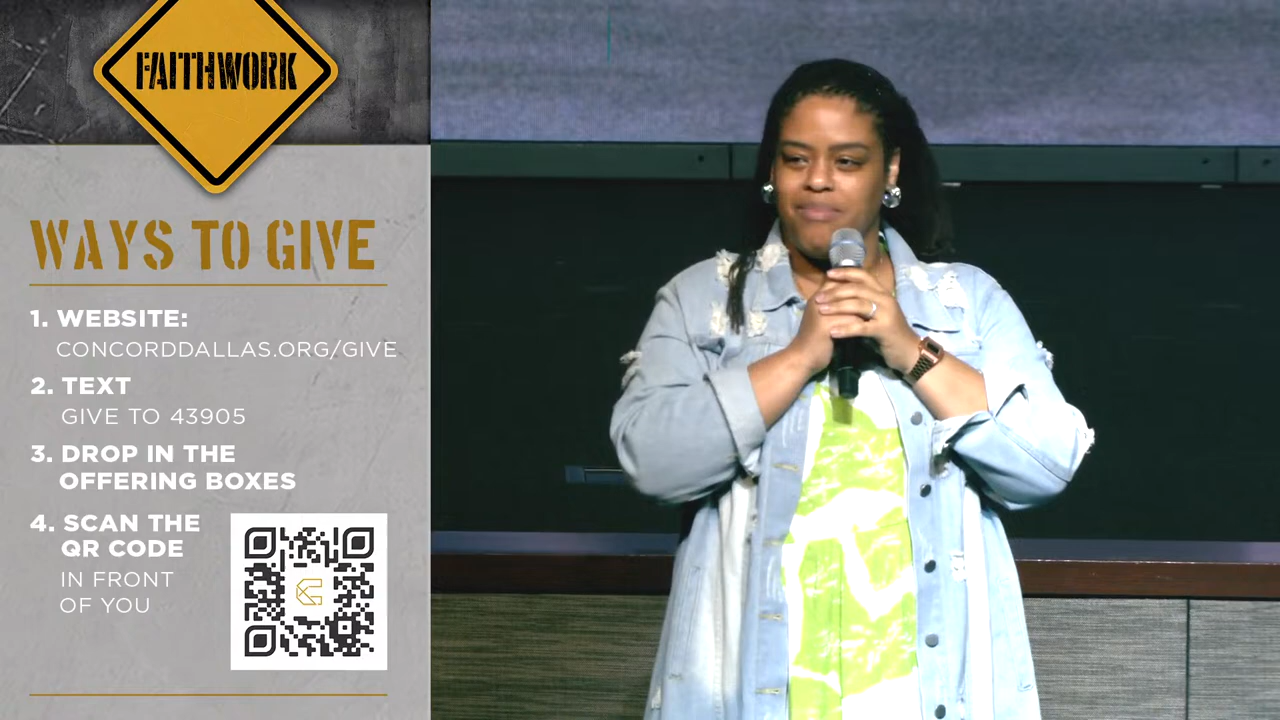 FAITHWORK
WAYS TO GIVE
1. WEBSITE:
CONCORDDALLAS.ORG/GIVE
2. TEXT
GIVE TO 43905
3. DROP IN THE
OFFERING BOXES
4. SCAN THE
QR CODE
IN FRONT
OF YOU